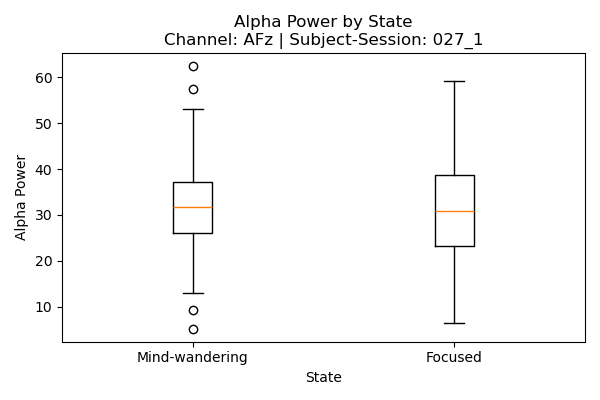 Alpha Power by State
Channel: AFz | Subject-Session: 027_1
Alpha Power
60
50
40
30
20
10
Mind-wandering
Focused
State